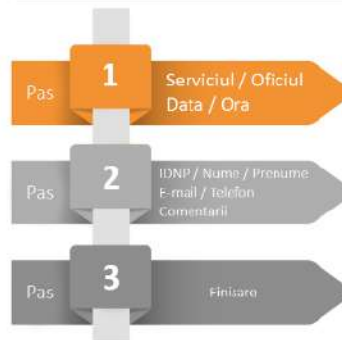 Pas 1 Serviciul / Oficiul
Data / Ora
Pas 2 IDNP / Nume / Prenume
E-mail / Telefon
Comentarii
Pas 3 Finisare